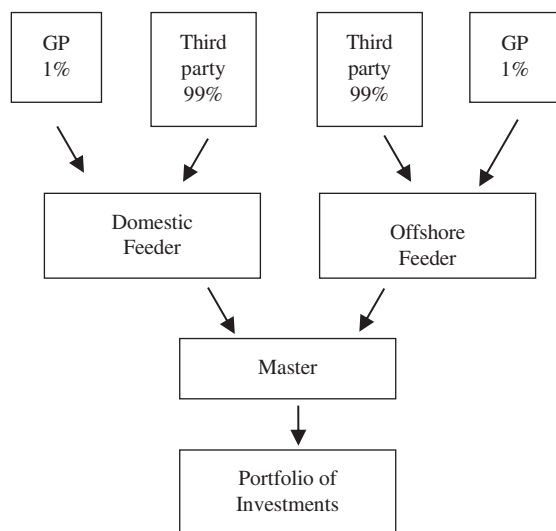 GP
1%
Third
party
99%
Third
party
99%
GP
1%
Domestic
Feeder
Offshore
Feeder
Master
Portfolio of
Investments